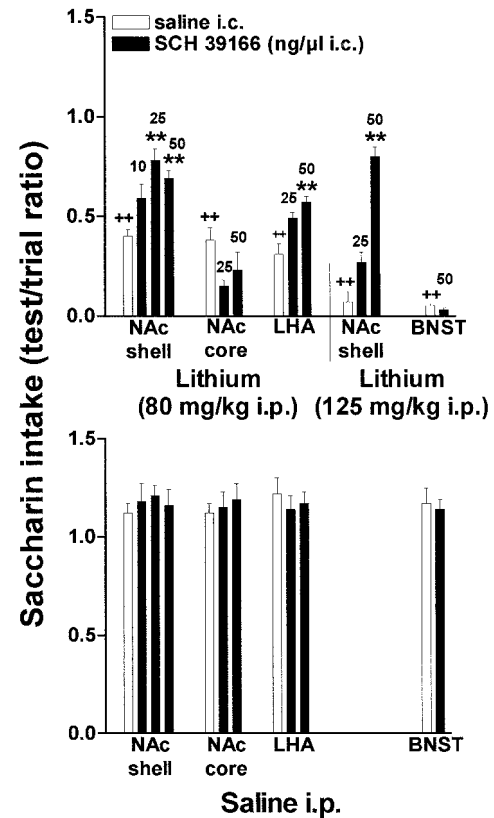 saline i.c.
SCH 39166 (ng/µl i.c.)
Saccharin intake (test/trial ratio)
1.5
1.0
0.5
0.0
++
10
25
**
50
**
++
25
50
++
25
50
**
++
25
50
**
++
50
NAc shell
NAc core
LHA
NAc shell
BNST
Lithium
(80 mg/kg i.p.)
Lithium
(125 mg/kg i.p.)
1.5
1.0
0.5
0.0
NAc shell
NAc core
LHA
BNST
Saline i.p.